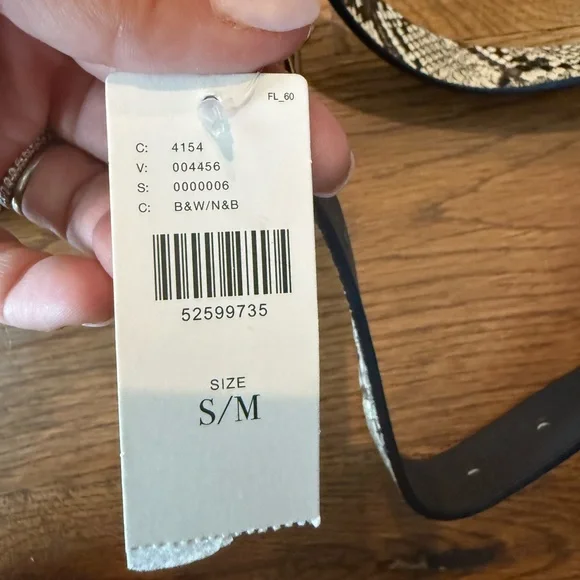 FL_60
C: 4154
V: 004456
S: 0000006
C: B&W/N&B
52599735
SIZE
S/M